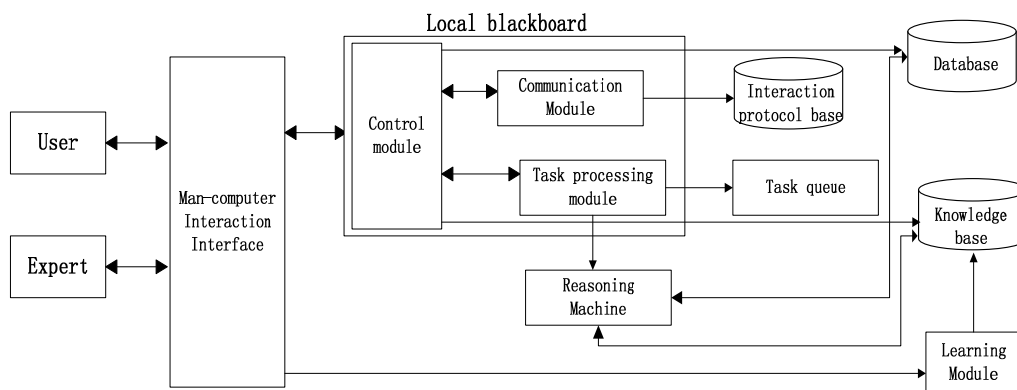 Local blackboard
User
Expert
Man-computer
Interaction
Interface
Control
module
Communication
Module
Task processing
module
Interaction
protocol base
Task queue
Database
Knowledge
base
Reasoning
Machine
Learning
Module